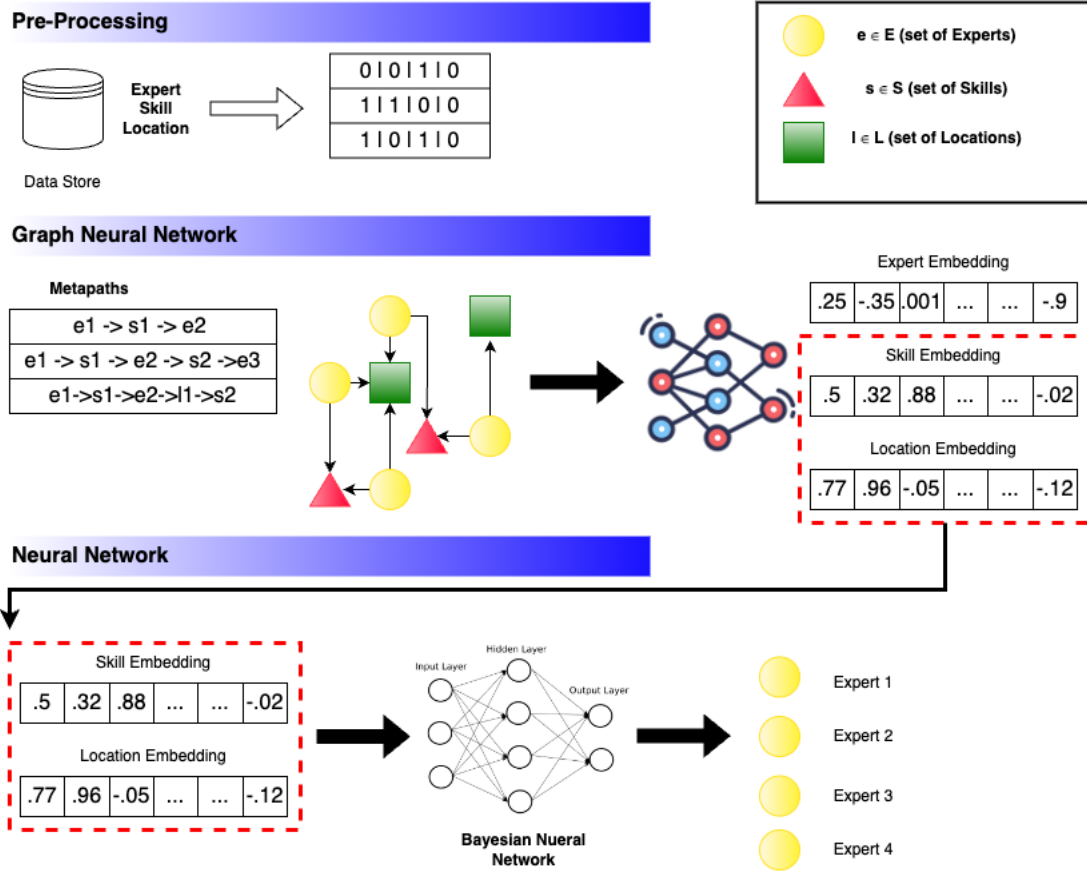 Pre-Processing
Expert
Skill
Location
Data Store
0 | 0 | 1 | 0
1 | 1 | 0 | 0
1 | 0 | 1 | 0
e ∈ E (set of Experts)
s ∈ S (set of Skills)
l ∈ L (set of Locations)
Graph Neural Network
Metapaths
e1 -> s1 -> e2
e1 -> s1 -> e2 -> s2 ->e3
e1->s1->e2->l1->s2
Expert Embedding
.25 -.35 .001 ... ... -.9
Skill Embedding
.5 .32 .88 ... ... -.02
Location Embedding
.77 .96 -.05 ... ... -.12
Neural Network
Skill Embedding
.5 .32 .88 ... ... -.02
Location Embedding
.77 .96 -.05 ... ... -.12
Input Layer
Hidden Layer
Output Layer
Bayesian Nueral
Network
Expert 1
Expert 2
Expert 3
Expert 4